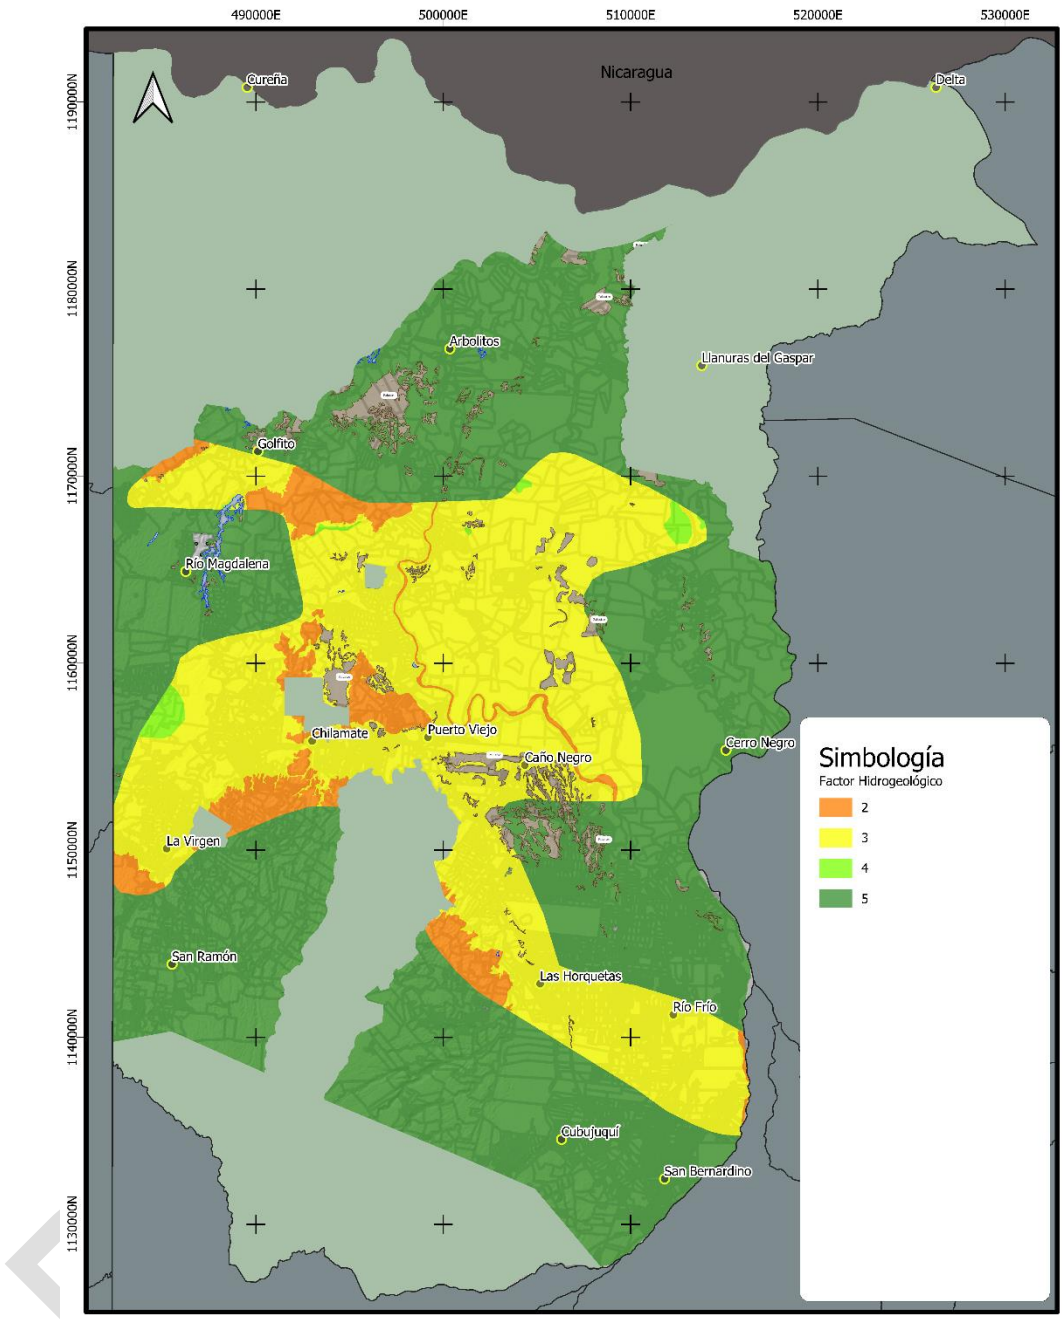 490000E 500000E 510000E 520000E 530000E
1190000N
1180000N
1170000N
1160000N
1150000N
1140000N
1130000N
Nicaragua
Cureña
Delta
Arbolitos
Llanuras del Gaspar
Golfito
Río Magdalena
Chilamate
Puerto Viejo
Caño Negro
Cerro Negro
La Virgen
San Ramón
Las Horquetas
Río Frío
Cubujuquí
San Bernardino
Simbología
Factor Hidrogeológico
2
3
4
5